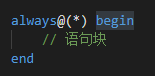 always@(*) begin
    // 语句块
end